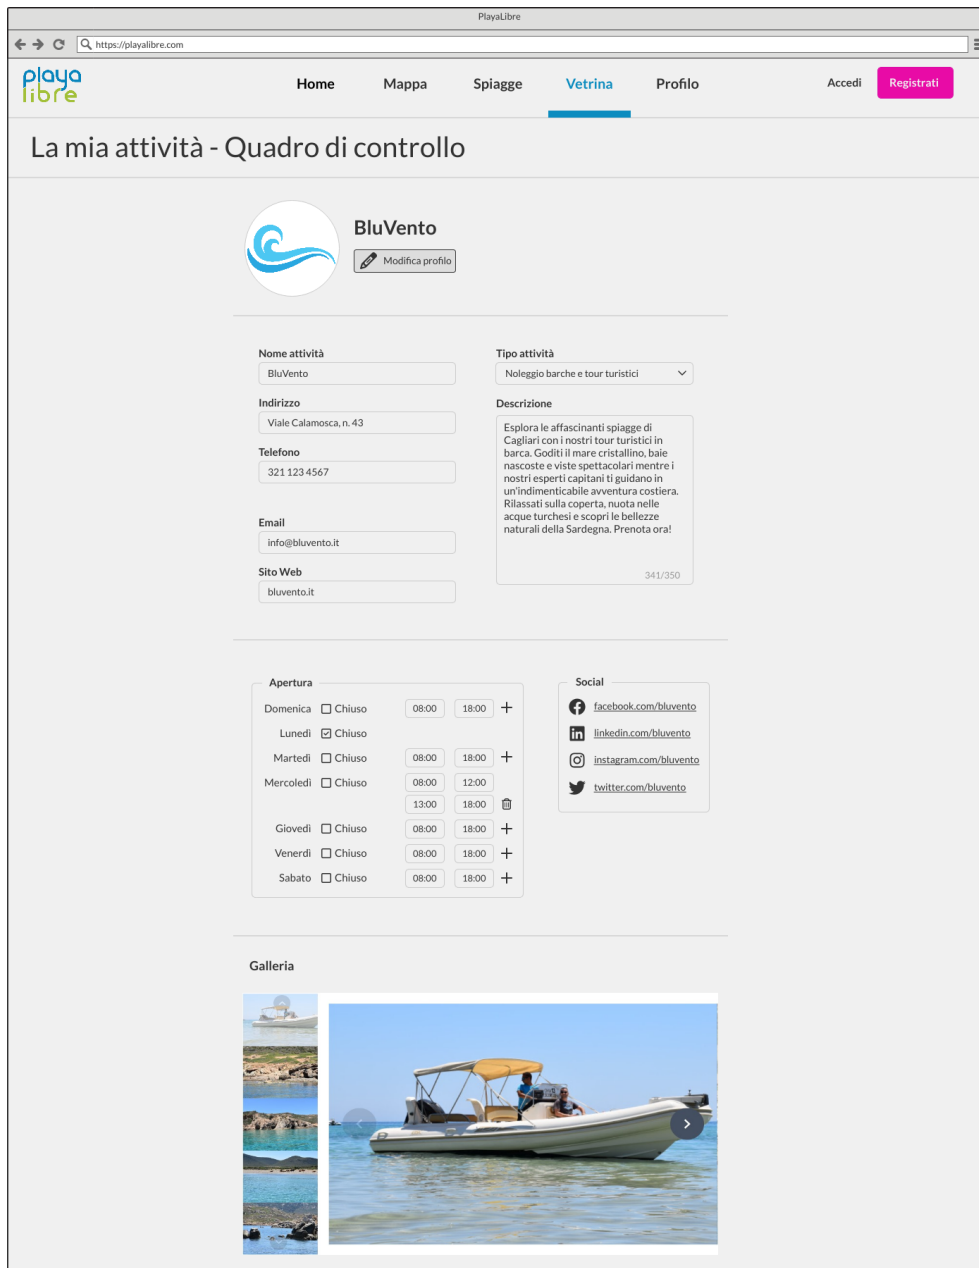 PlayaLibre
https://playalibre.com
playa
libre
Home Mappa Spiagge Vetrina Profilo Accedi Registrati
La mia attività - Quadro di controllo
BluVento
Modifica profilo
Nome attività
BluVento
Indirizzo
Viale Calamosca, n. 43
Telefono
321 123 4567
Email
info@bluvento.it
Sito Web
bluvento.it
Tipo attività
Noleggio barche e tour turistici
Descrizione
Esplora le affascinanti spiagge di
Cagliari con i nostri tour turistici in
barca. Goditi il mare cristallino, baie
nascoste e viste spettacolari mentre i
nostri esperti capitani ti guidano in
un'indimenticabile avventura costiera.
Rilassati sulla coperta, nuota nelle
acque turchesi e scopri le bellezze
naturali della Sardegna. Prenota ora!
341/350
Apertura
Domenica Chiuso 08:00 18:00
Lunedì Chiuso
Martedì Chiuso 08:00 18:00
Mercoledì Chiuso 08:00 12:00
13:00 18:00
Giovedì Chiuso 08:00 18:00
Venerdì Chiuso 08:00 18:00
Sabato Chiuso 08:00 18:00
Social
facebook.com/bluvento
linkedin.com/bluvento
instagram.com/bluvento
twitter.com/bluvento
Galleria